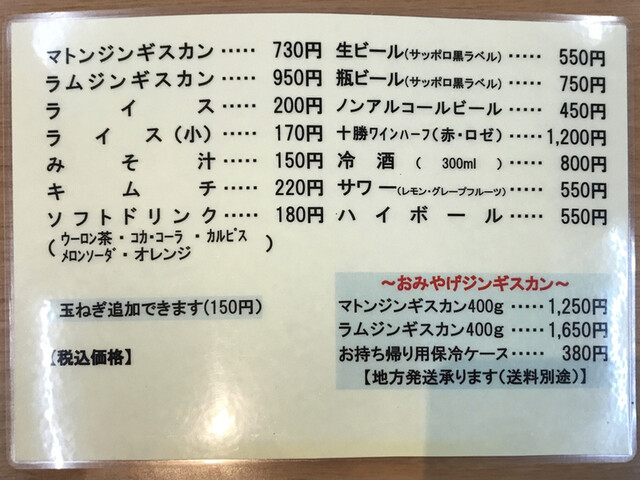 マトンジンギスカン ····· 730円
ラムジンギスカン ····· 950円
ライス ····· 200円
ライス(小) ····· 170円
みそ汁 ····· 150円
キムチ ····· 220円
ソフトドリンク ····· 180円
(ウーロン茶・コカ・コーラ・カルピス
メロンソーダ・オレンジ)
玉ねぎ追加できます(150円)
【税込価格】
生ビール(サッポロ黒ラベル) ····· 550円
瓶ビール(サッポロ黒ラベル) ····· 750円
ノンアルコールビール ····· 450円
十勝ワインハーフ(赤・ロゼ) ····· 1,200円
冷酒(300ml) ····· 800円
サワー(レモン・グレープフルーツ) ····· 550円
ハイボール ····· 550円
~おみやげジンギスカン~
マトンジンギスカン400g ····· 1,250円
ラムジンギスカン400g ····· 1,650円
お持ち帰り用保冷ケース ····· 380円
【地方発送承ります(送料別途)】